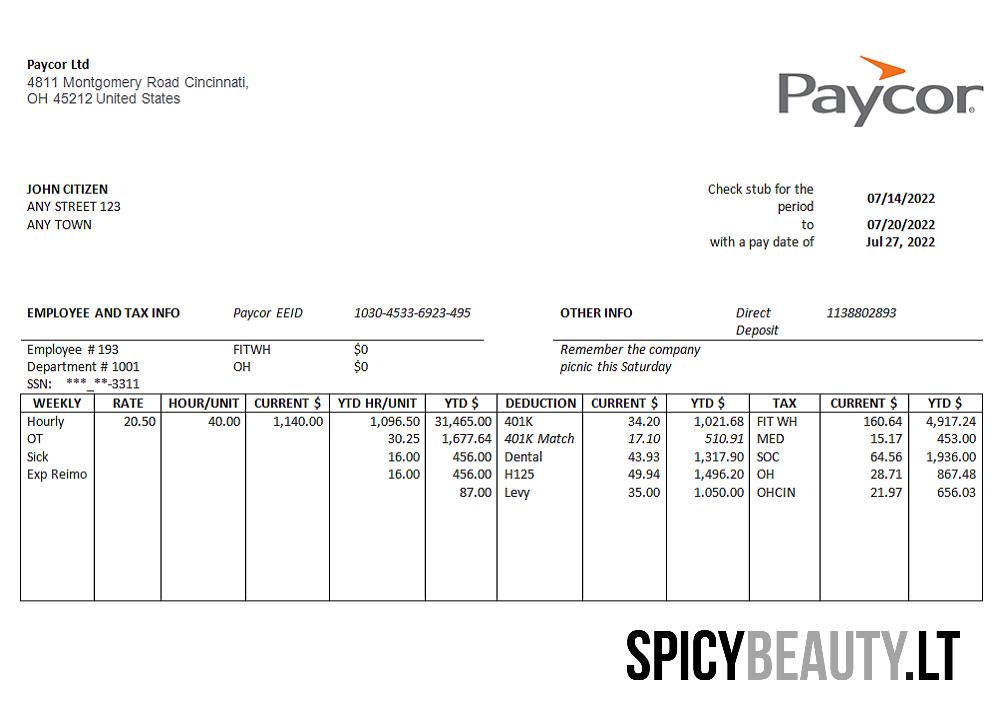 Paycor Ltd
4811 Montgomery Road Cincinnati,
OH 45212 United States
Paycor®
JOHN CITIZEN
ANY STREET 123
ANY TOWN
Check stub for the period 07/14/2022
to 07/20/2022
with a pay date of Jul 27, 2022
EMPLOYEE AND TAX INFO Paycor EEID 1030-4533-6923-495
Employee # 193 FITWH $0
Department # 1001 OH $0
SSN: ***_**-3311
OTHER INFO Direct Deposit 1138802893
Remember the company
picnic this Saturday
WEEKLY RATE HOUR/UNIT CURRENT $ YTD HR/UNIT YTD $ DEDUCTION CURRENT $ YTD $ TAX CURRENT $ YTD $
Hourly 20.50 40.00 1,140.00 1,096.50 31,465.00 401K 34.20 1,021.68 FIT WH 160.64 4,917.24
OT 30.25 1,677.64 401K Match 17.10 510.91 MED 15.17 453.00
Sick 16.00 456.00 Dental 43.93 1,317.90 SOC 64.56 1,936.00
Exp Reimo 16.00 456.00 H125 49.94 1,496.20 OH 28.71 867.48
87.00 Levy 35.00 1.050.00 OHCIN 21.97 656.03
SPICYBEAUTY.LT